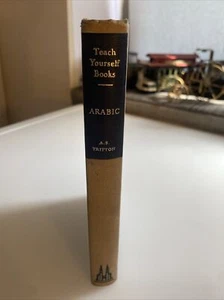 Teach
Yourself
Books
ARABIC
A. S.
TRITTON